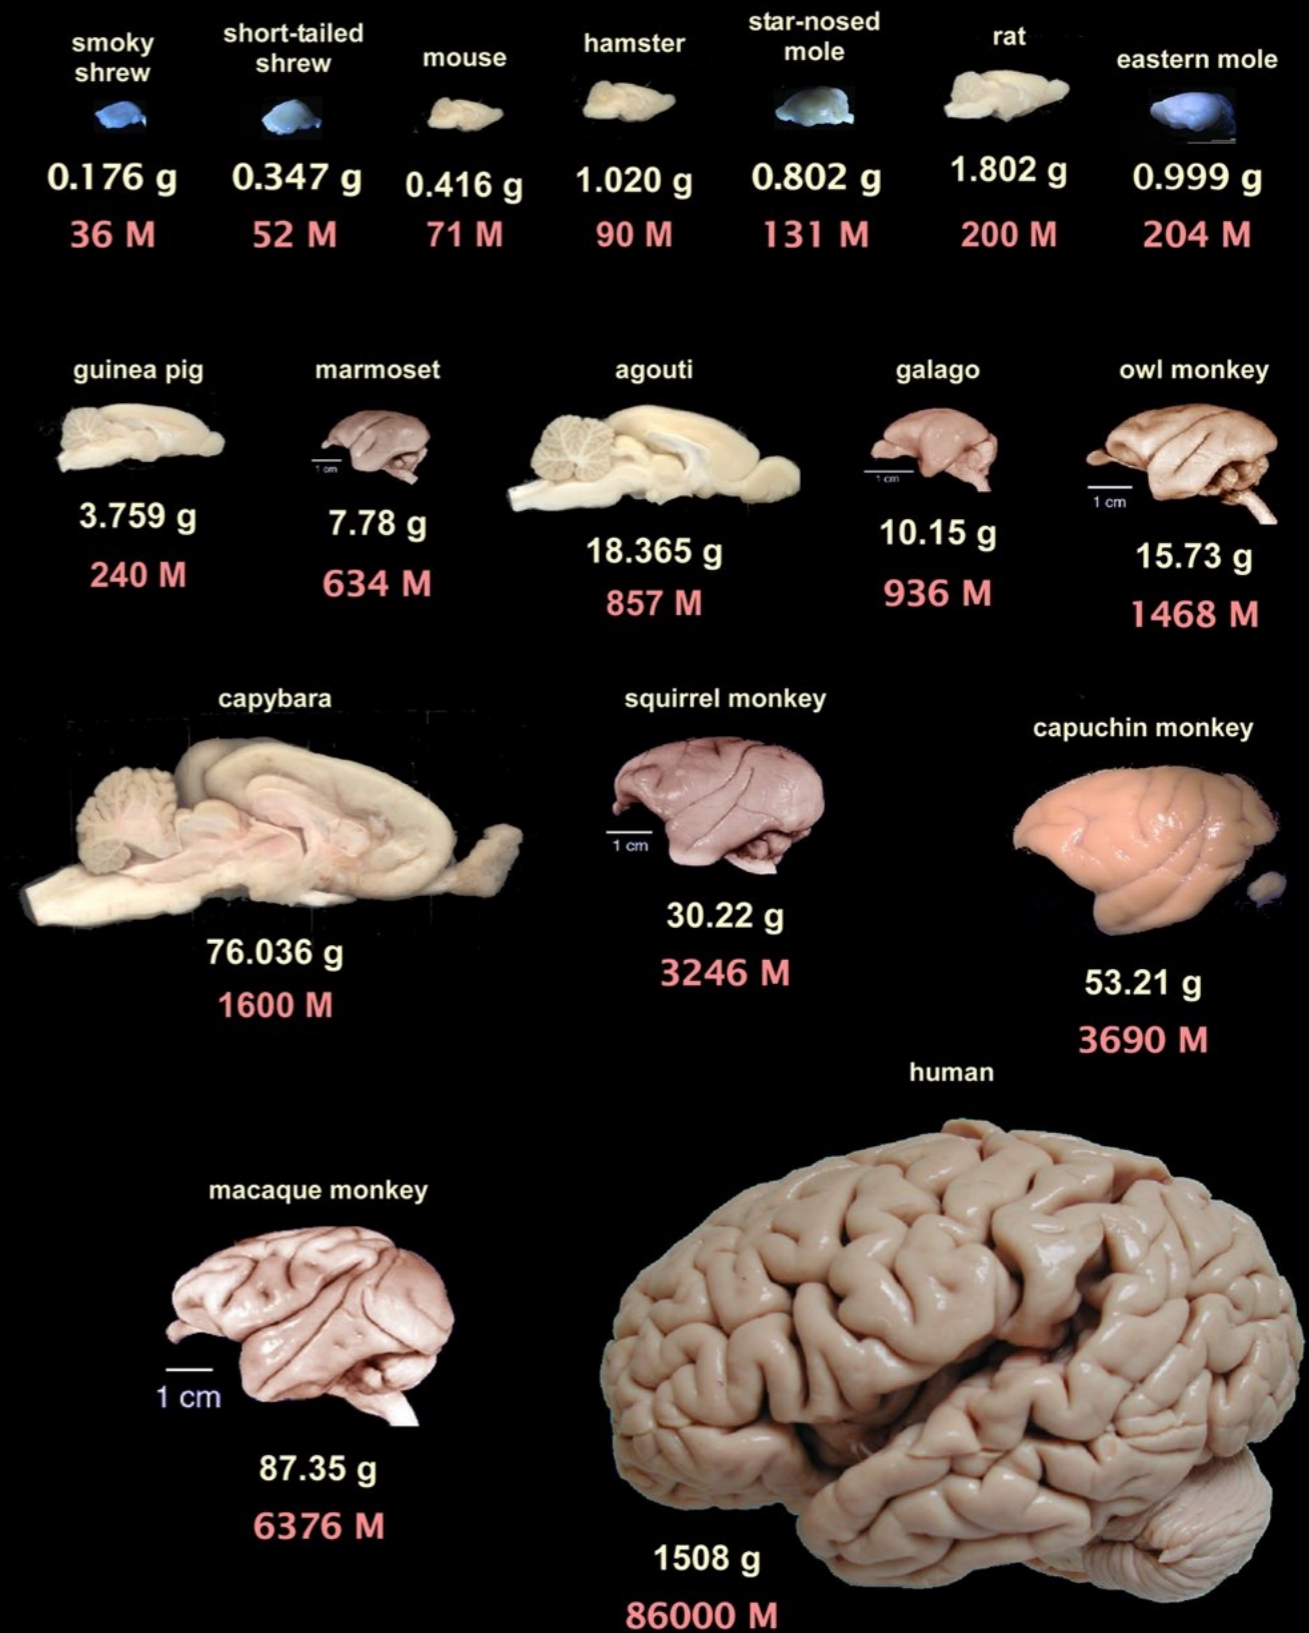 smoky
shrew
0.176 g
36 M
short-tailed
shrew
0.347 g
52 M
mouse
0.416 g
71 M
hamster
1.020 g
90 M
star-nosed
mole
0.802 g
131 M
rat
1.802 g
200 M
eastern mole
0.999 g
204 M
guinea pig
3.759 g
240 M
marmoset
1 cm
7.78 g
634 M
agouti
18.365 g
857 M
galago
1 cm
10.15 g
936 M
owl monkey
1 cm
15.73 g
1468 M
capybara
76.036 g
1600 M
squirrel monkey
1 cm
30.22 g
3246 M
capuchin monkey
53.21 g
3690 M
macaque monkey
1 cm
87.35 g
6376 M
human
1508 g
86000 M